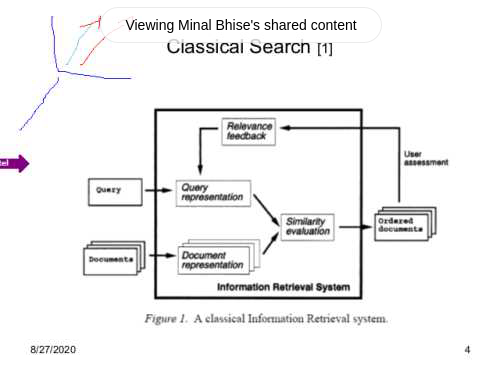 Viewing Minal Bhise's shared content
Classical Search [1]
Relevance
feedback
User
assessment
tel
Query
Query
representation
Similarity
evaluation
Ordered
documents
Documents
Document
representation
Information Retrieval System
Figure 1. A classical Information Retrieval system.
8/27/2020
4